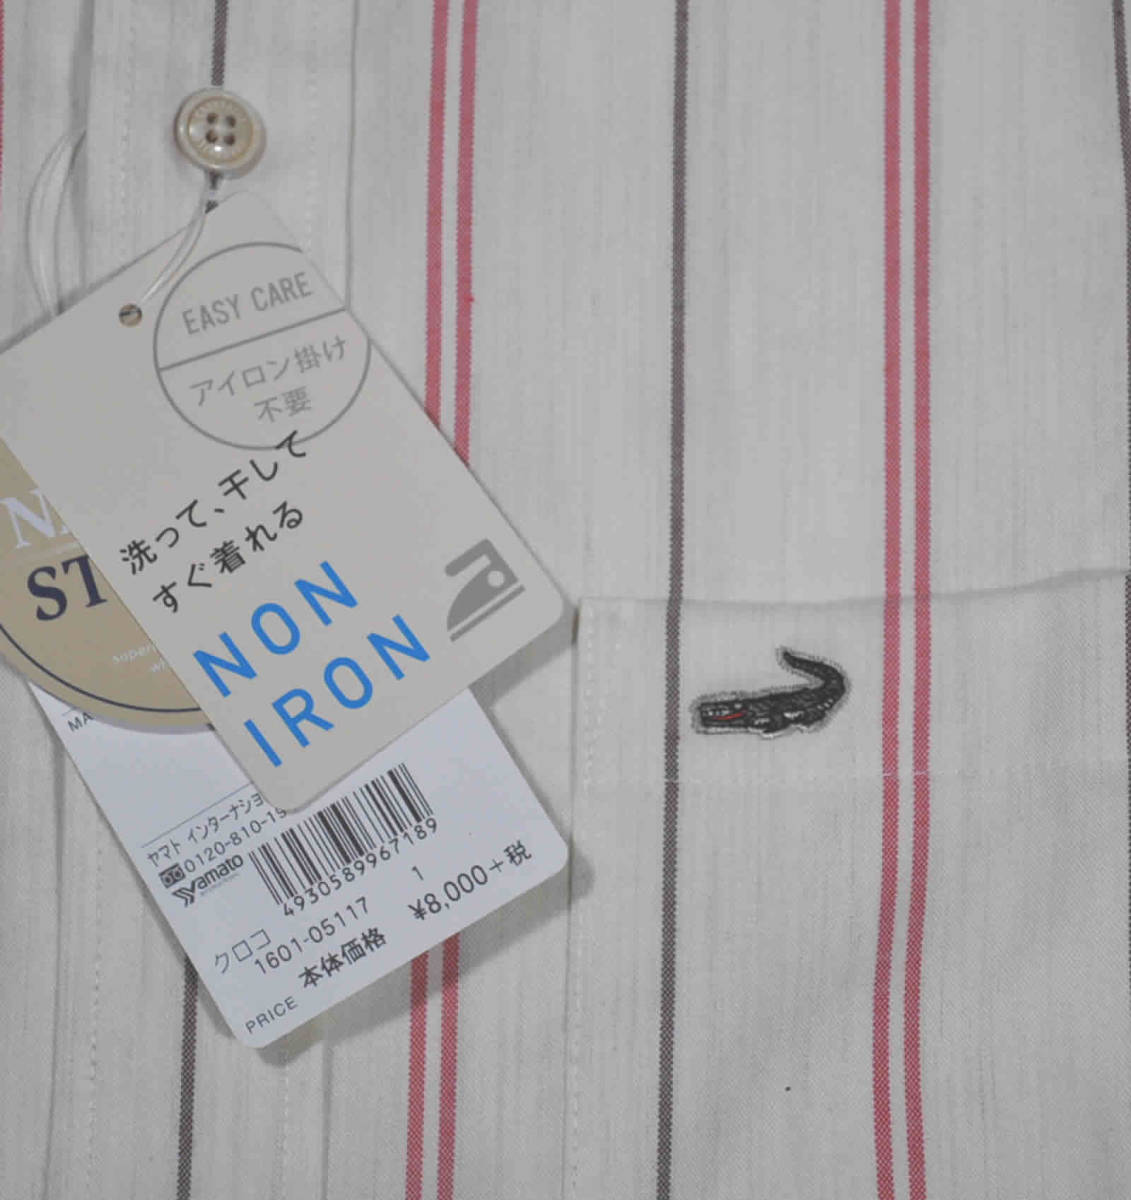 EASY CARE
アイロン掛け
不要
洗って、干して
すぐ着れる
NON
IRON
ST
MA
ヤマト インターナショ
0120-810-15
Yamato
4930589967189
1
クロコ
1601-05117
本体価格
¥8,000+税
PRICE